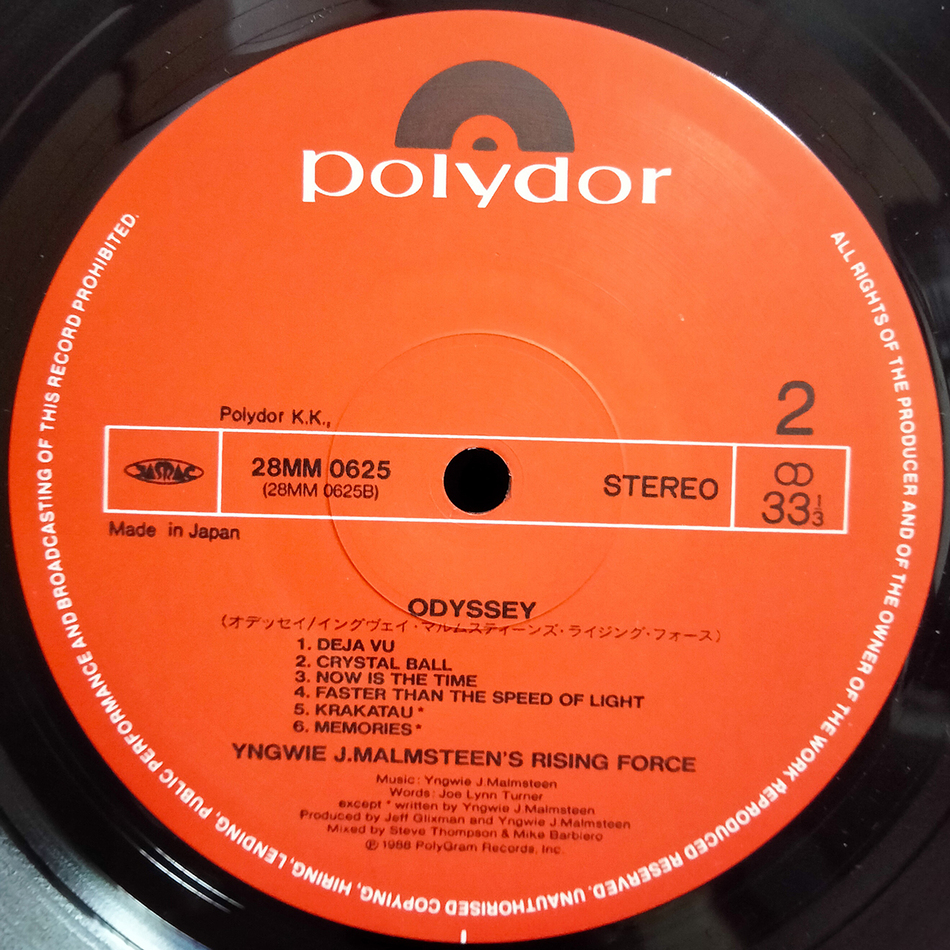 polydor
ALL RIGHTS OF THE PRODUCER AND OF THE OWNER OF THE WORK REPRODUCED RESERVED. UNAUTHORISED COPYING, HIRING, LENDING, PUBLIC PERFORMANCE AND BROADCASTING OF THIS RECORD PROHIBITED.
Polydor K.K.,
2
JASRAC
28MM 0625
(28MM 0625B)
STEREO
33 1/3
Made in Japan
ODYSSEY
(オデッセイ/イングヴェイ・マルムスティーンズ・ライジング・フォース)
1. DEJA VU
2. CRYSTAL BALL
3. NOW IS THE TIME
4. FASTER THAN THE SPEED OF LIGHT
5. KRAKATAU*
6. MEMORIES*
YNGWIE J.MALMSTEEN'S RISING FORCE
Music: Yngwie J.Malmsteen
Words: Joe Lynn Turner
except * written by Yngwie J.Malmsteen
Produced by Jeff Glixman and Yngwie J.Malmsteen
Mixed by Steve Thompson & Mike Barbiero
℗ 1988 PolyGram Records, Inc.